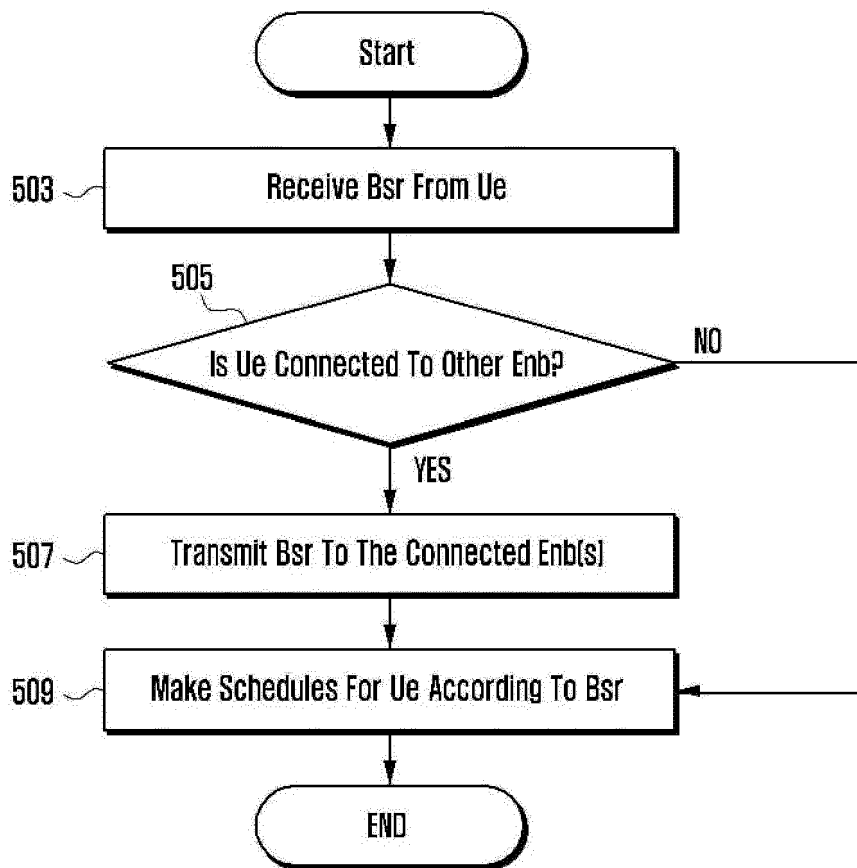 Start
503
Receive Bsr From Ue
505
Is Ue Connected To Other Enb?
NO
YES
507
Transmit Bsr To The Connected Enb(s)
509
Make Schedules For Ue According To Bsr
END